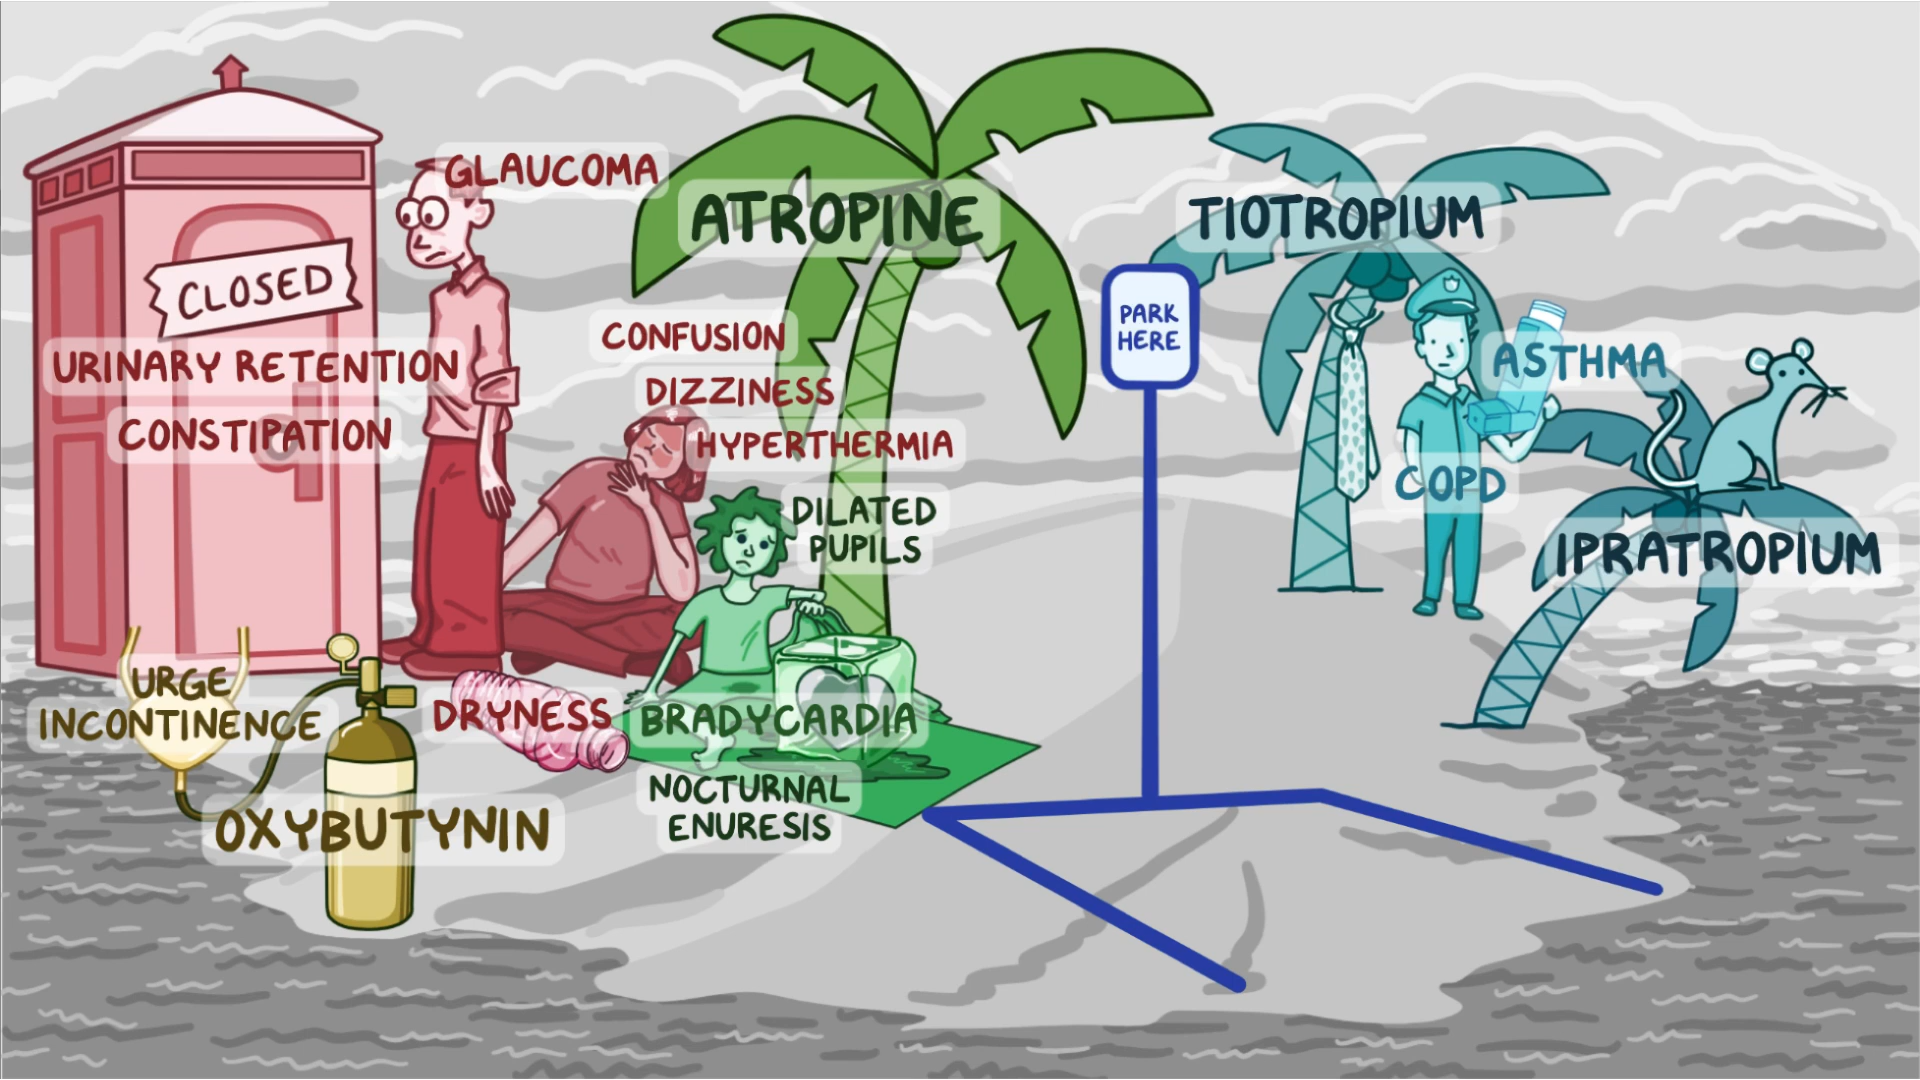 GLAUCOMA
ATROPINE
TIOTROPIUM
CLOSED
PARK
HERE
CONFUSION
URINARY RETENTION
DIZZINESS
ASTHMA
CONSTIPATION
HYPERTHERMIA
COPD
DILATED
PUPILS
IPRATROPIUM
URGE
INCONTINENCE
DRYNESS
BRADYCARDIA
NOCTURNAL
ENURESIS
OXYBUTYNIN